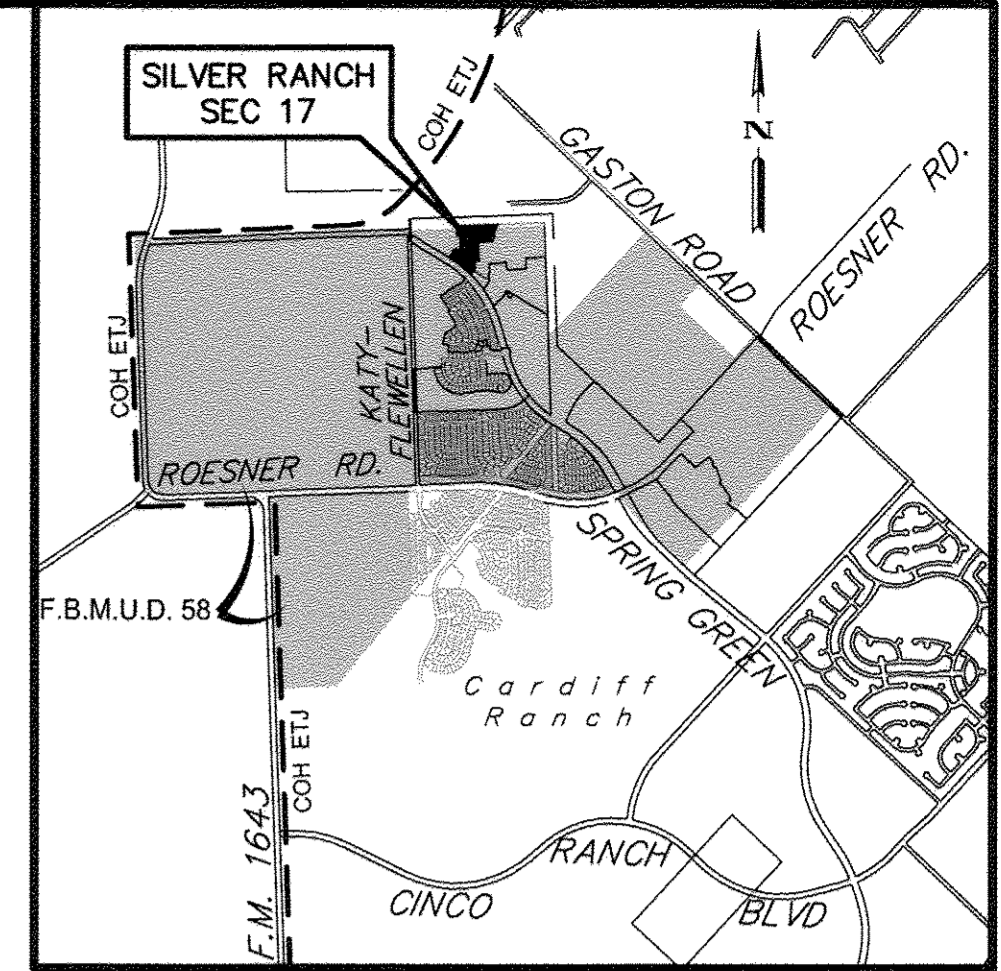 SILVER RANCH
SEC 17
COH ETJ
N
GASTON ROAD
ROESNER RD.
COH ETJ
KATY-
FLEWELLEN
ROESNER RD.
SPRING GREEN
F.B.M.U.D. 58
Cardiff
Ranch
COH ETJ
F.M. 1643
CINCO
RANCH
BLVD